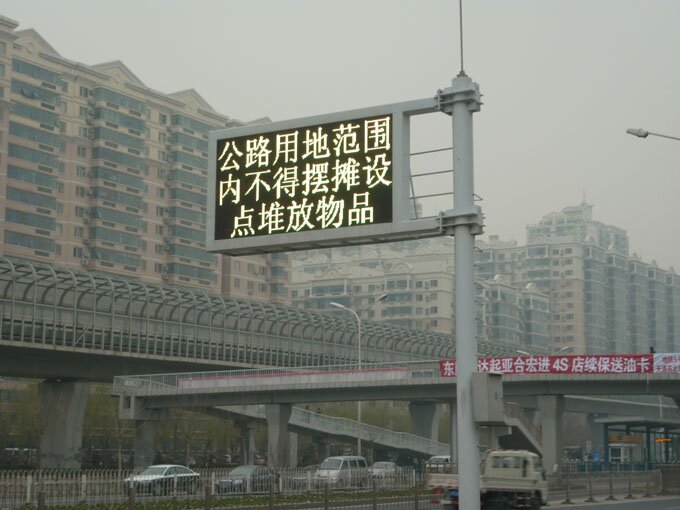 公路用地范围
内不得摆摊设
点堆放物品
达起亚合宏进4S店续保送油卡